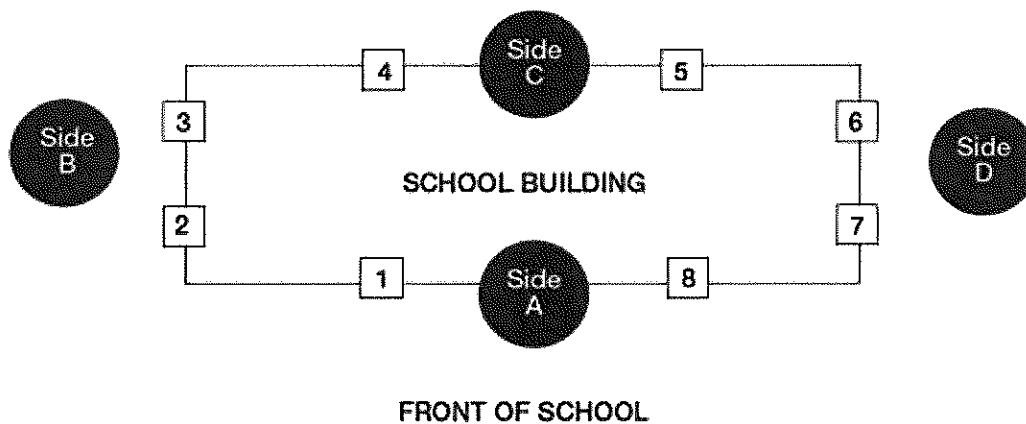 Side
C
4
5
3
6
Side
B
Side
D
SCHOOL BUILDING
2
7
1
Side
A
8
FRONT OF SCHOOL